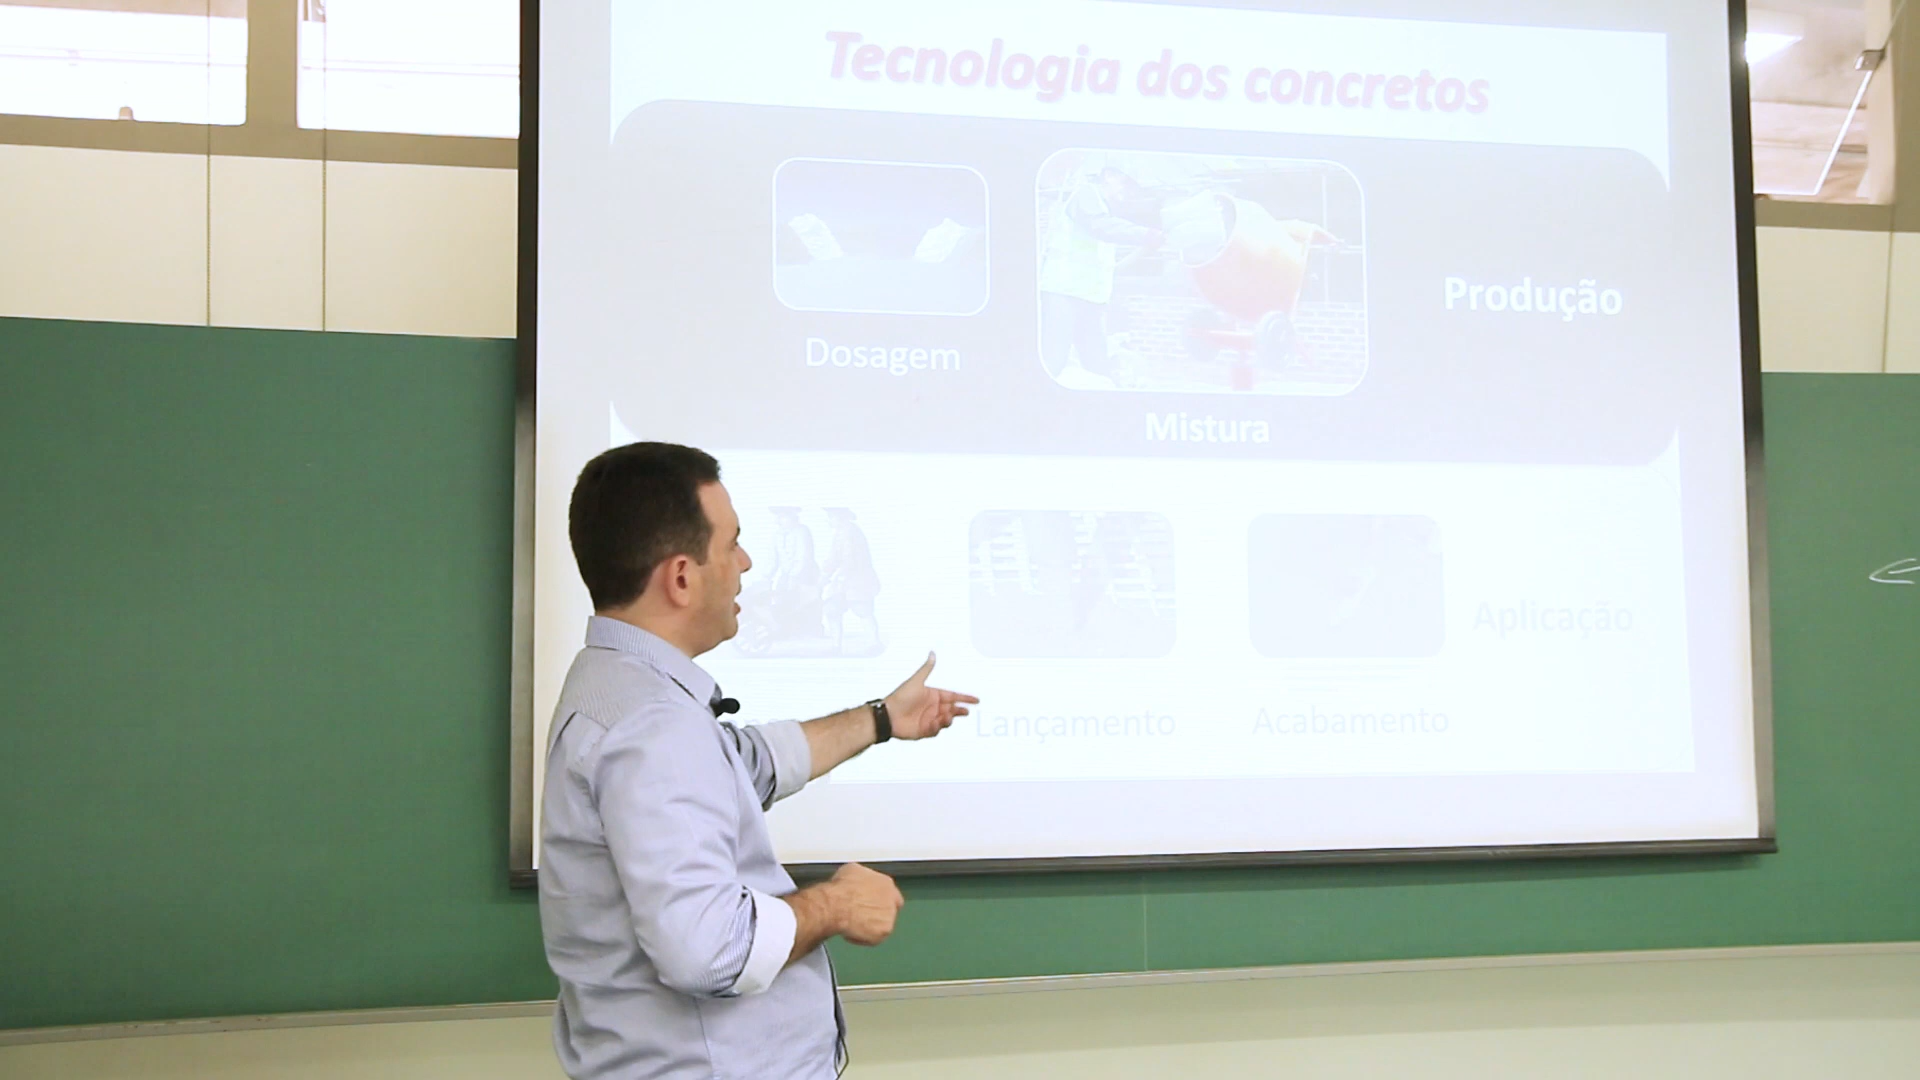 Tecnologia dos concretos
Dosagem
Mistura
Produção
Lançamento
Acabamento
Aplicação